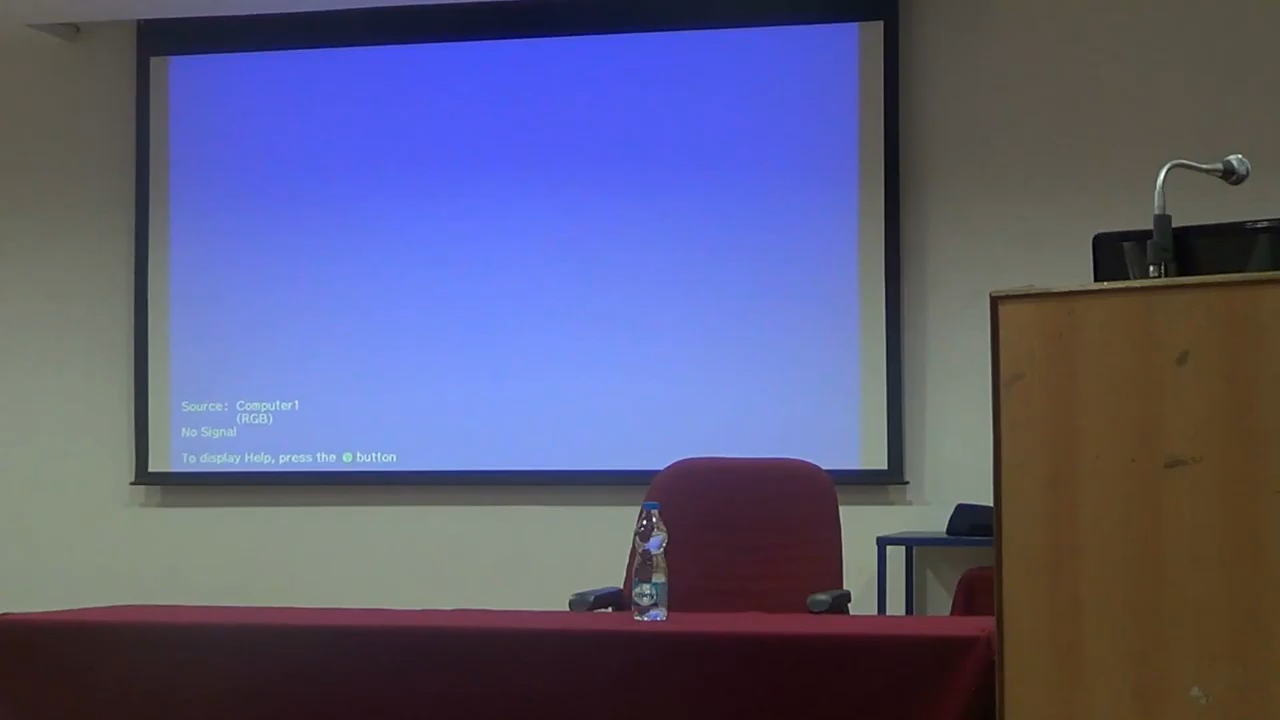 Source: Computer1
(RGB)
No Signal
To display Help, press the button